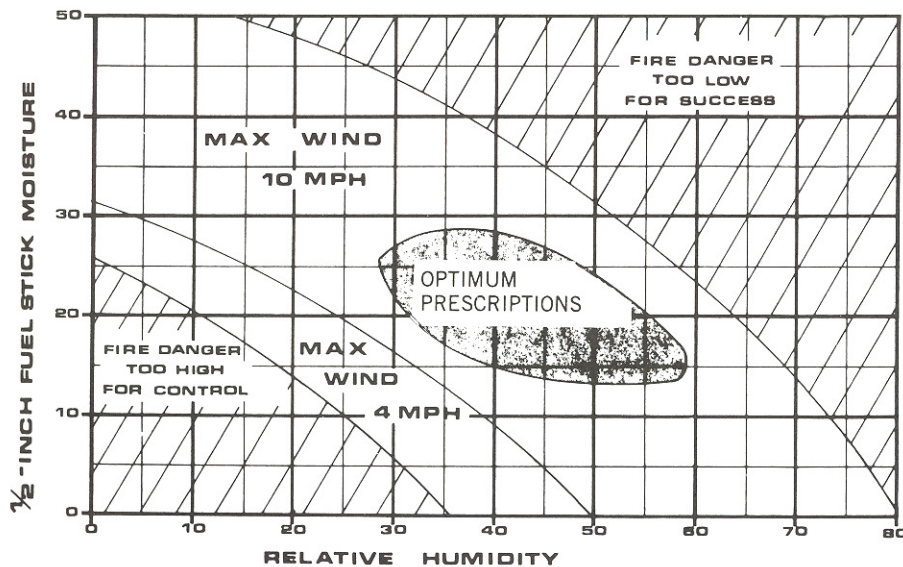 50
FIRE DANGER
TOO LOW
FOR SUCCESS
40
MAX WIND
10 MPH
30
OPTIMUM
PRESCRIPTIONS
20
FIRE DANGER
TOO HIGH
FOR CONTROL
MAX
WIND
4 MPH
10
0
½ "INCH FUEL STICK MOISTURE
0 10 20 30 40 50 60 70 80
RELATIVE HUMIDITY